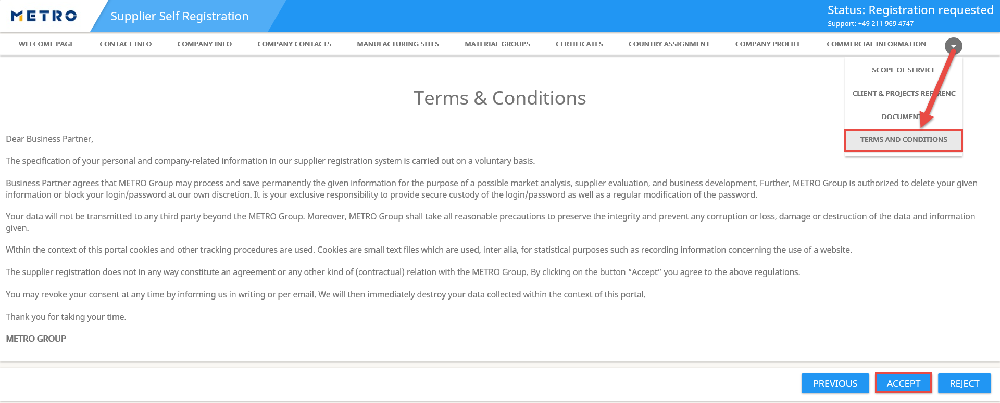 METRO
Supplier Self Registration
Status: Registration requested
Support: +49 211 969 4747
WELCOME PAGE
CONTACT INFO
COMPANY INFO
COMPANY CONTACTS
MANUFACTURING SITES
MATERIAL GROUPS
CERTIFICATES
COUNTRY ASSIGNMENT
COMPANY PROFILE
COMMERCIAL INFORMATION
SCOPE OF SERVICE
CLIENT & PROJECTS REFERENC
DOCUMENT
TERMS AND CONDITIONS
Terms & Conditions
Dear Business Partner,
The specification of your personal and company-related information in our supplier registration system is carried out on a voluntary basis.
Business Partner agrees that METRO Group may process and save permanently the given information for the purpose of a possible market analysis, supplier evaluation, and business development. Further, METRO Group is authorized to delete your given
information or block your login/password at our own discretion. It is your exclusive responsibility to provide secure custody of the login/password as well as a regular modification of the password.
Your data will not be transmitted to any third party beyond the METRO Group. Moreover, METRO Group shall take all reasonable precautions to preserve the integrity and prevent any corruption or loss, damage or destruction of the data and information
given.
Within the context of this portal cookies and other tracking procedures are used. Cookies are small text files which are used, inter alia, for statistical purposes such as recording information concerning the use of a website.
The supplier registration does not in any way constitute an agreement or any other kind of (contractual) relation with the METRO Group. By clicking on the button “Accept” you agree to the above regulations.
You may revoke your consent at any time by informing us in writing or per email. We will then immediately destroy your data collected within the context of this portal.
Thank you for taking your time.
METRO GROUP
PREVIOUS
ACCEPT
REJECT